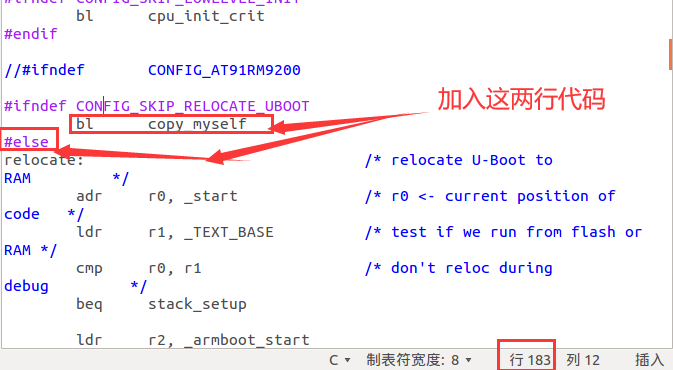 #ifndef CONFIG_SKIP_LOWLEVEL_INIT
bl cpu_init_crit
#endif
//#ifndef CONFIG_AT91RM9200
#ifndef CONFIG_SKIP_RELOCATE_UBOOT
加入这两行代码
bl copy_myself
#else
relocate: /* relocate U-Boot to
RAM */
adr r0, _start /* r0 <- current position of
code */
ldr r1, _TEXT_BASE /* test if we run from flash or
RAM */
cmp r0, r1 /* don't reloc during
debug */
beq stack_setup
ldr r2, _armboot_start
C 制表符宽度: 8 行 183 列 12 插入